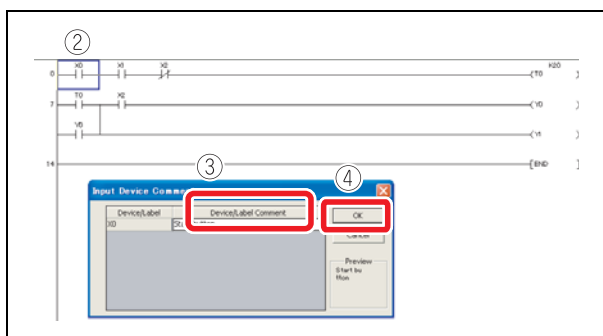 ②
X0 X1 X2 K20
0 (T0 )
T0 X2
7 (Y0 )
Y0
(Y1 )
③ ④
14 [END ]
Input Device Comme
Device/Label Device/Label Comment OK
X0
Cancel
Preview
Start bu
tton